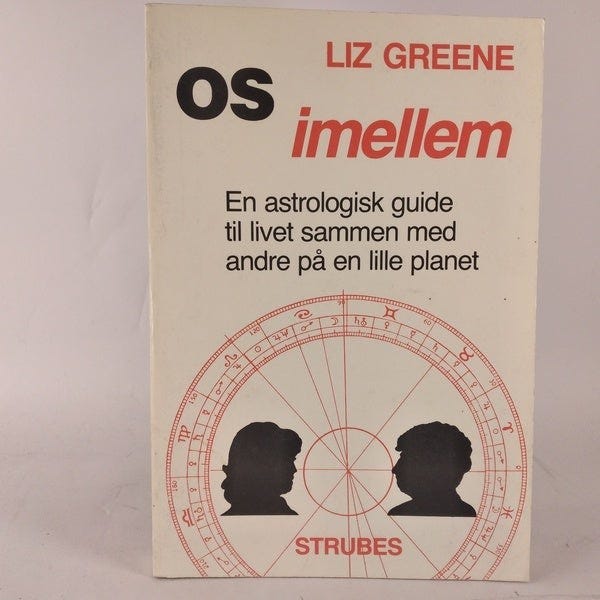 LIZ GREENE
os
imellem
En astrologisk guide
til livet sammen med
andre på en lille planet
STRUBES